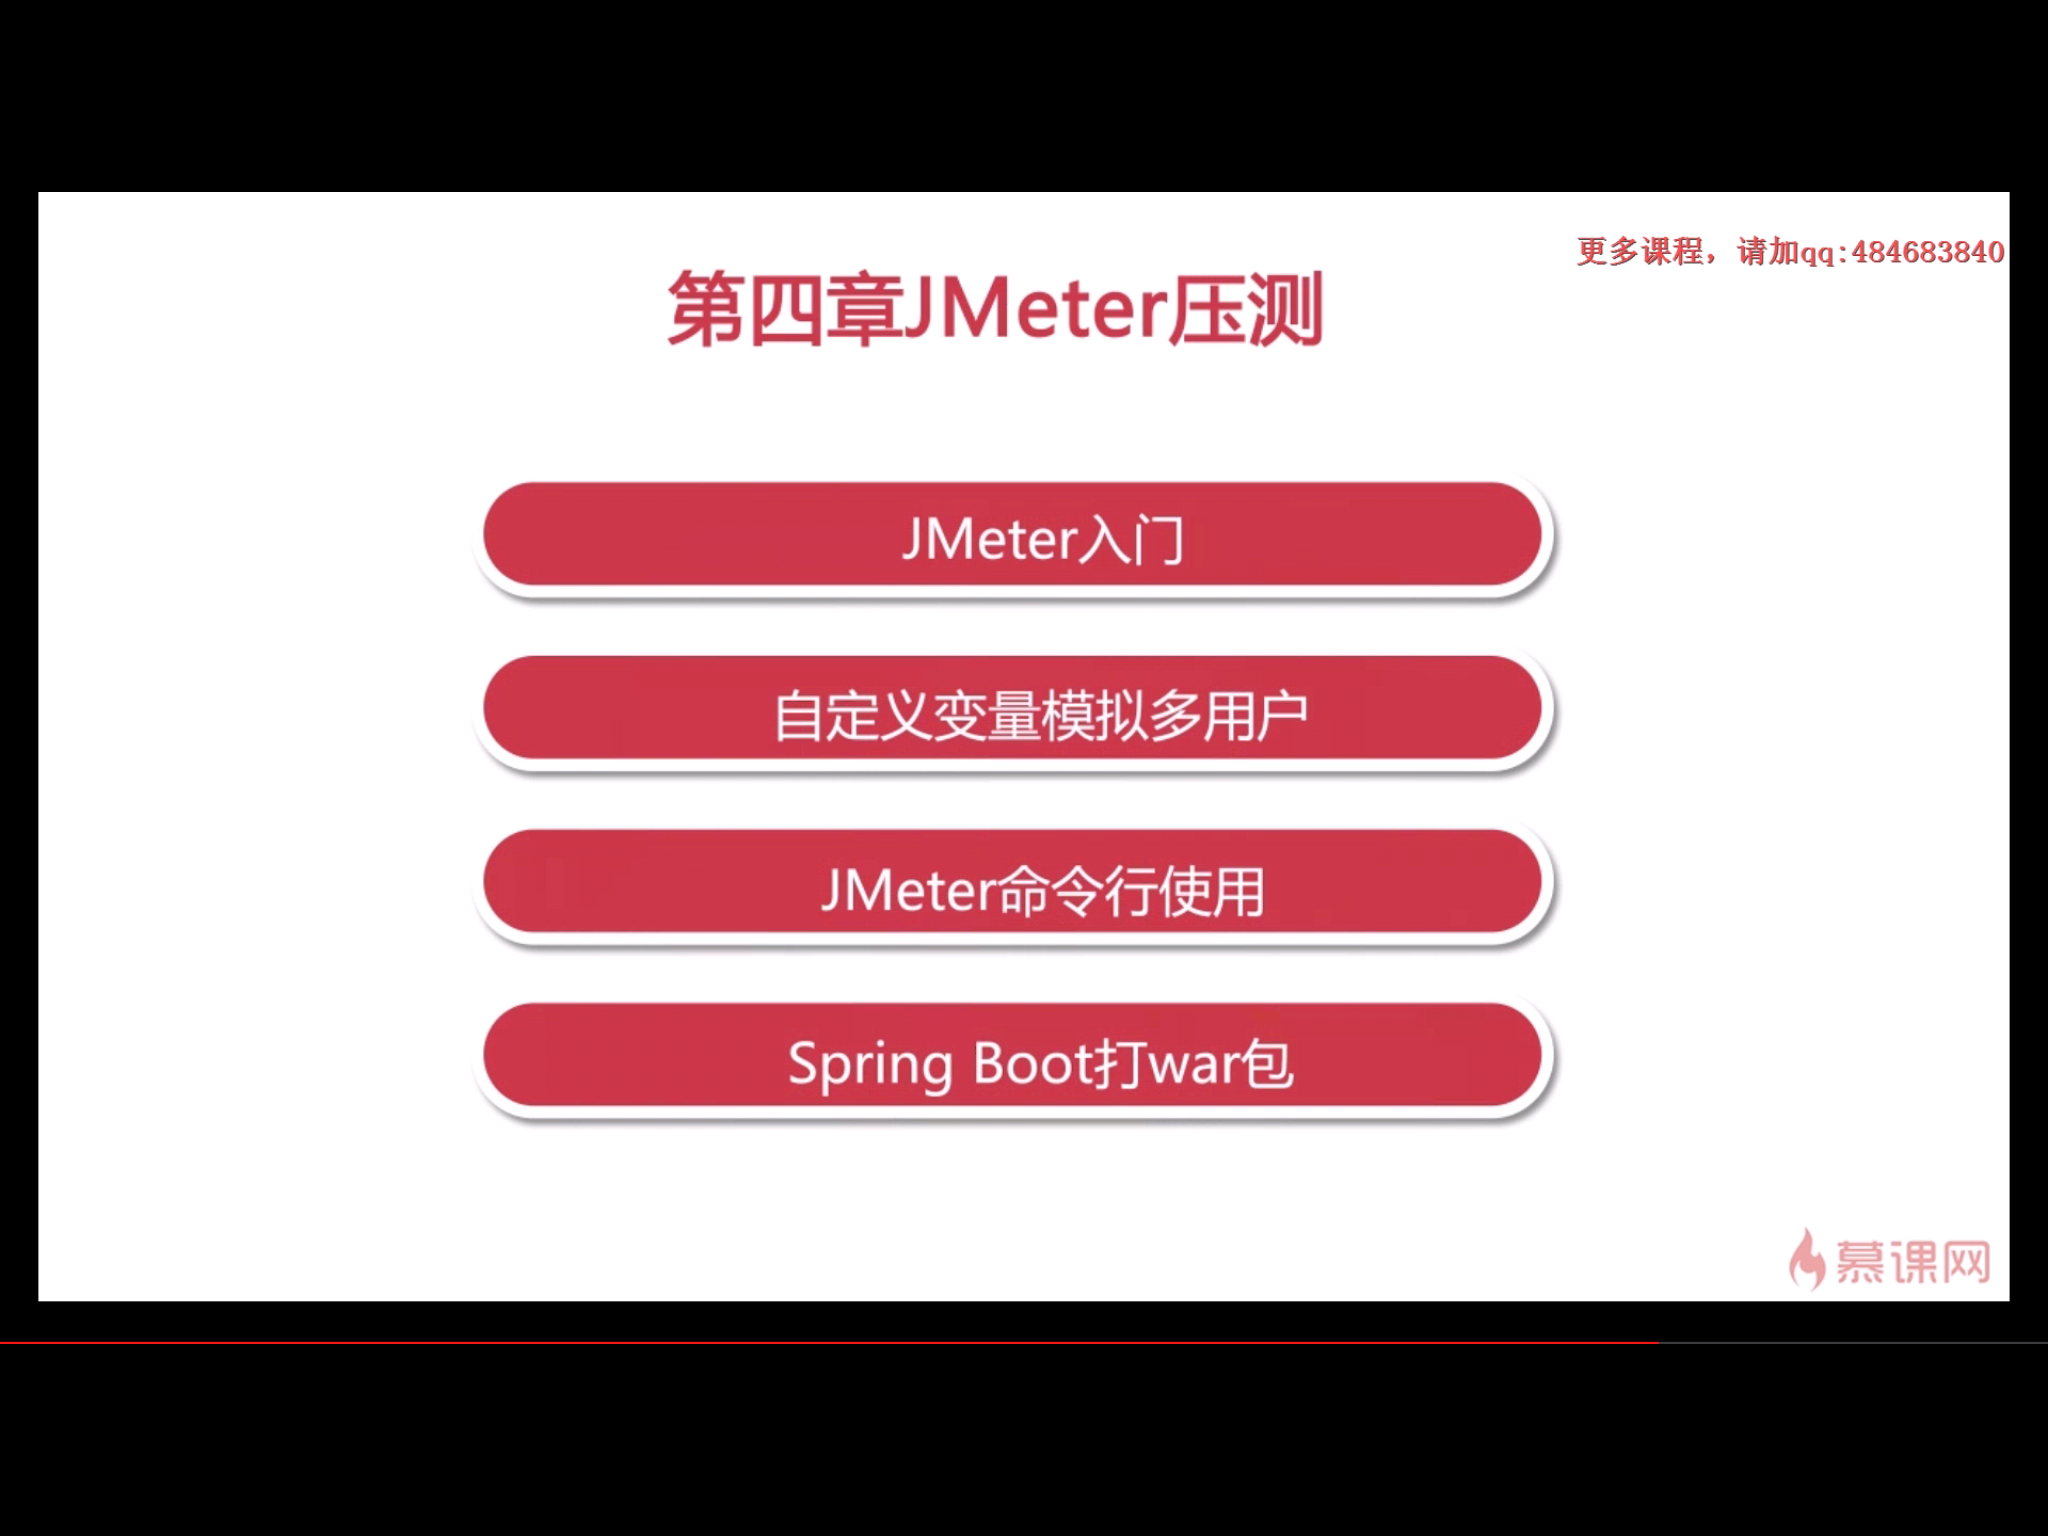 更多课程，请加qq:484683840
第四章JMeter压测
JMeter入门
自定义变量模拟多用户
JMeter命令行使用
Spring Boot打war包
慕课网